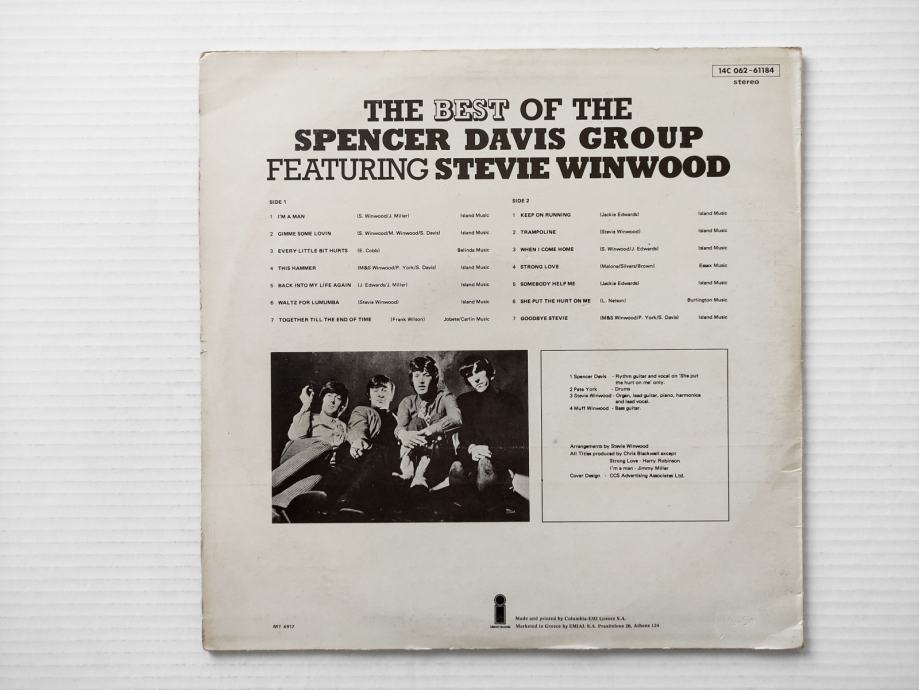 14C 062-61184
stereo
THE BEST OF THE
SPENCER DAVIS GROUP
FEATURING STEVIE WINWOOD
SIDE 1
1 I'M A MAN (S. Winwood/J. Miller) Island Music
2 GIMME SOME LOVIN (S. Winwood/M. Winwood/S. Davis) Island Music
3 EVERY LITTLE BIT HURTS (E. Cobb) Belinda Music
4 THIS HAMMER (M&S Winwood/P. York/S. Davis) Island Music
5 BACK INTO MY LIFE AGAIN (J. Edwards/J. Miller) Island Music
6 WALTZ FOR LUMUMBA (Stevie Winwood) Island Music
7 TOGETHER TILL THE END OF TIME (Frank Wilson) Jobete/Carlin Music
SIDE 2
1 KEEP ON RUNNING (Jackie Edwards) Island Music
2 TRAMPOLINE (Stevie Winwood) Island Music
3 WHEN I COME HOME (S. Winwood/J. Edwards) Island Music
4 STRONG LOVE (Malone/Silvers/Brown) Essex Music
5 SOMEBODY HELP ME (Jackie Edwards) Island Music
6 SHE PUT THE HURT ON ME (L. Nelson) Burlington Music
7 GOODBYE STEVIE (M&S Winwood/P. York/S. Davis) Island Music
1 Spencer Davis - Rythm guitar and vocal on 'She put
the hurt on me' only.
2 Pete York - Drums
3 Stevie Winwood - Organ, lead guitar, piano, harmonica
and lead vocal.
4 Muff Winwood - Bass guitar.
Arrangements by Stevie Winwood
All Titles produced by Chris Blackwell except
Strong Love - Harry Robinson
I'm a man - Jimmy Miller
Cover Design - CCS Advertising Associates Ltd.
MT 6917
Made and printed by Columbia-EMI Greece S.A.
Marketed in Greece by EMIAL S.A. Praxitelous 26, Athens 124